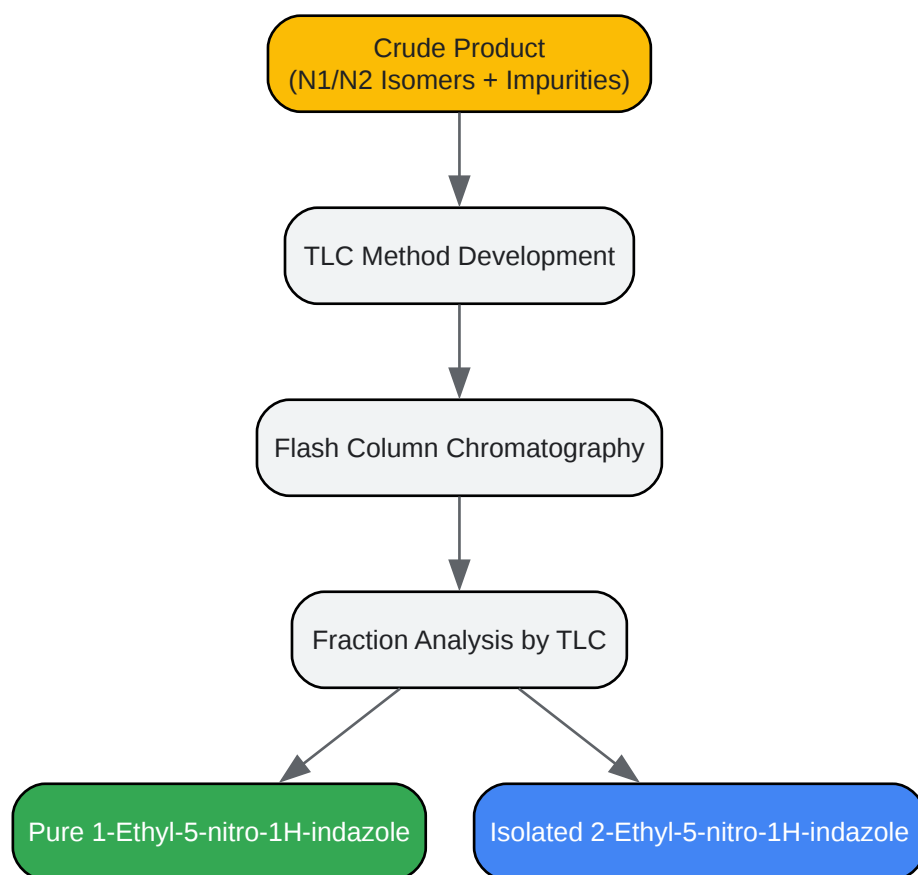 Crude Product
(N1/N2 Isomers + Impurities)
TLC Method Development
Flash Column Chromatography
Fraction Analysis by TLC
Pure 1-Ethyl-5-nitro-1H-indazole
Isolated 2-Ethyl-5-nitro-1H-indazole